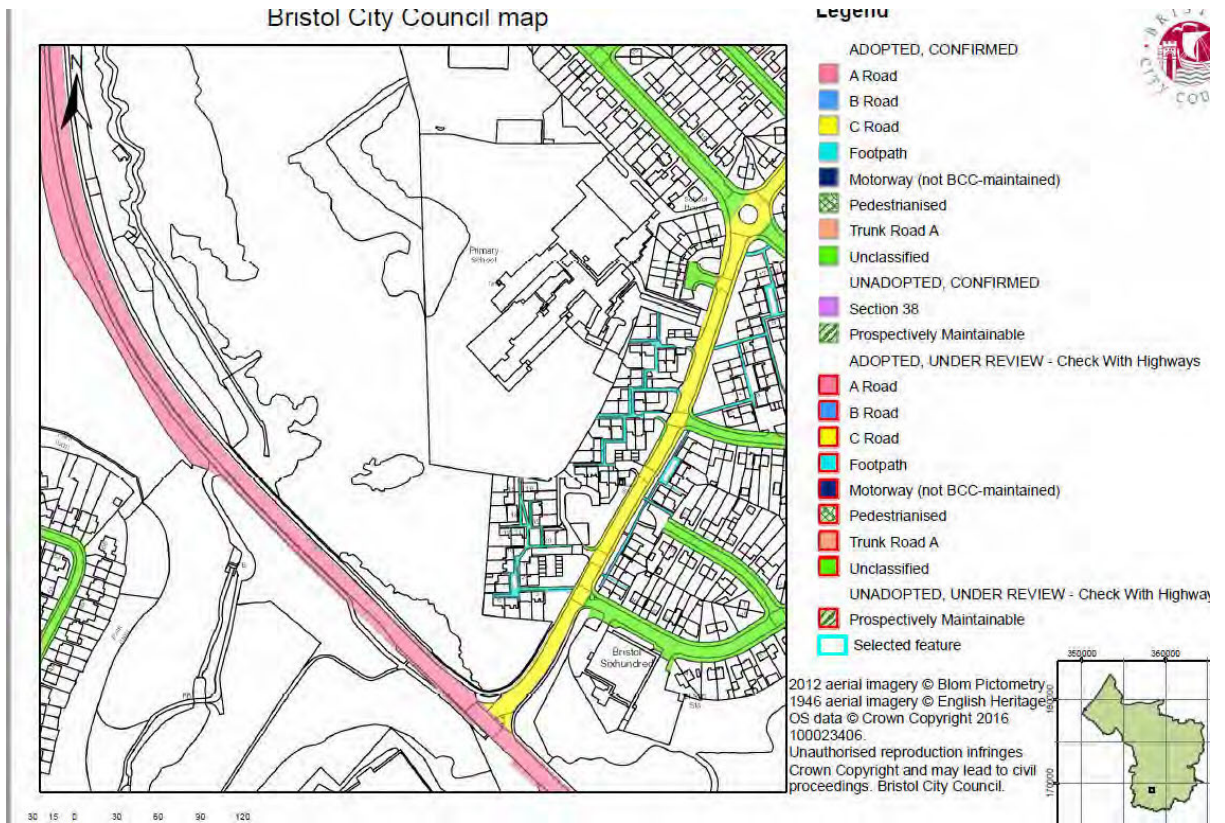 Bristol City Council map
Legend
ADOPTED, CONFIRMED
A Road
B Road
C Road
Footpath
Motorway (not BCC-maintained)
Pedestrianised
Trunk Road A
Unclassified
UNADOPTED, CONFIRMED
Section 38
Prospectively Maintainable
ADOPTED, UNDER REVIEW - Check With Highways
A Road
B Road
C Road
Footpath
Motorway (not BCC-maintained)
Pedestrianised
Trunk Road A
Unclassified
UNADOPTED, UNDER REVIEW - Check With Highway
Prospectively Maintainable
Selected feature
2012 aerial imagery © Blom Pictometry
1946 aerial imagery © English Heritage
OS data © Crown Copyright 2016
100023406.
Unauthorised reproduction infringes
Crown Copyright and may lead to civil
proceedings. Bristol City Council.
350000 360000
180000
170000
Primary
School
Bristol
Sixhundred
30 15 0 30 60 90 120